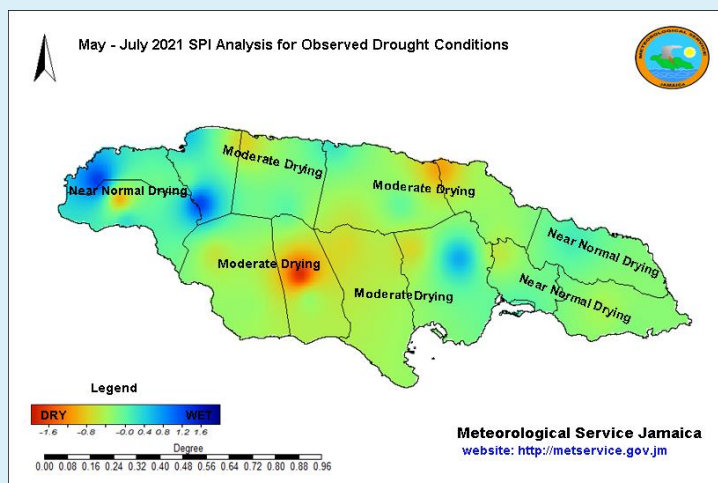 May - July 2021 SPI Analysis for Observed Drought Conditions
METEOROLOGICAL SERVICE
JAMAICA
Moderate Drying
Near Normal Drying
Moderate Drying
Near Normal Drying
Moderate Drying
Near Normal Drying
Moderate Drying
Legend
DRY WET
-1.6 -0.8 -0.0 0.4 0.8 1.2 1.6
Degree
0.00 0.08 0.16 0.24 0.32 0.40 0.48 0.56 0.64 0.72 0.80 0.88 0.96
Meteorological Service Jamaica
website: http://metservice.gov.jm